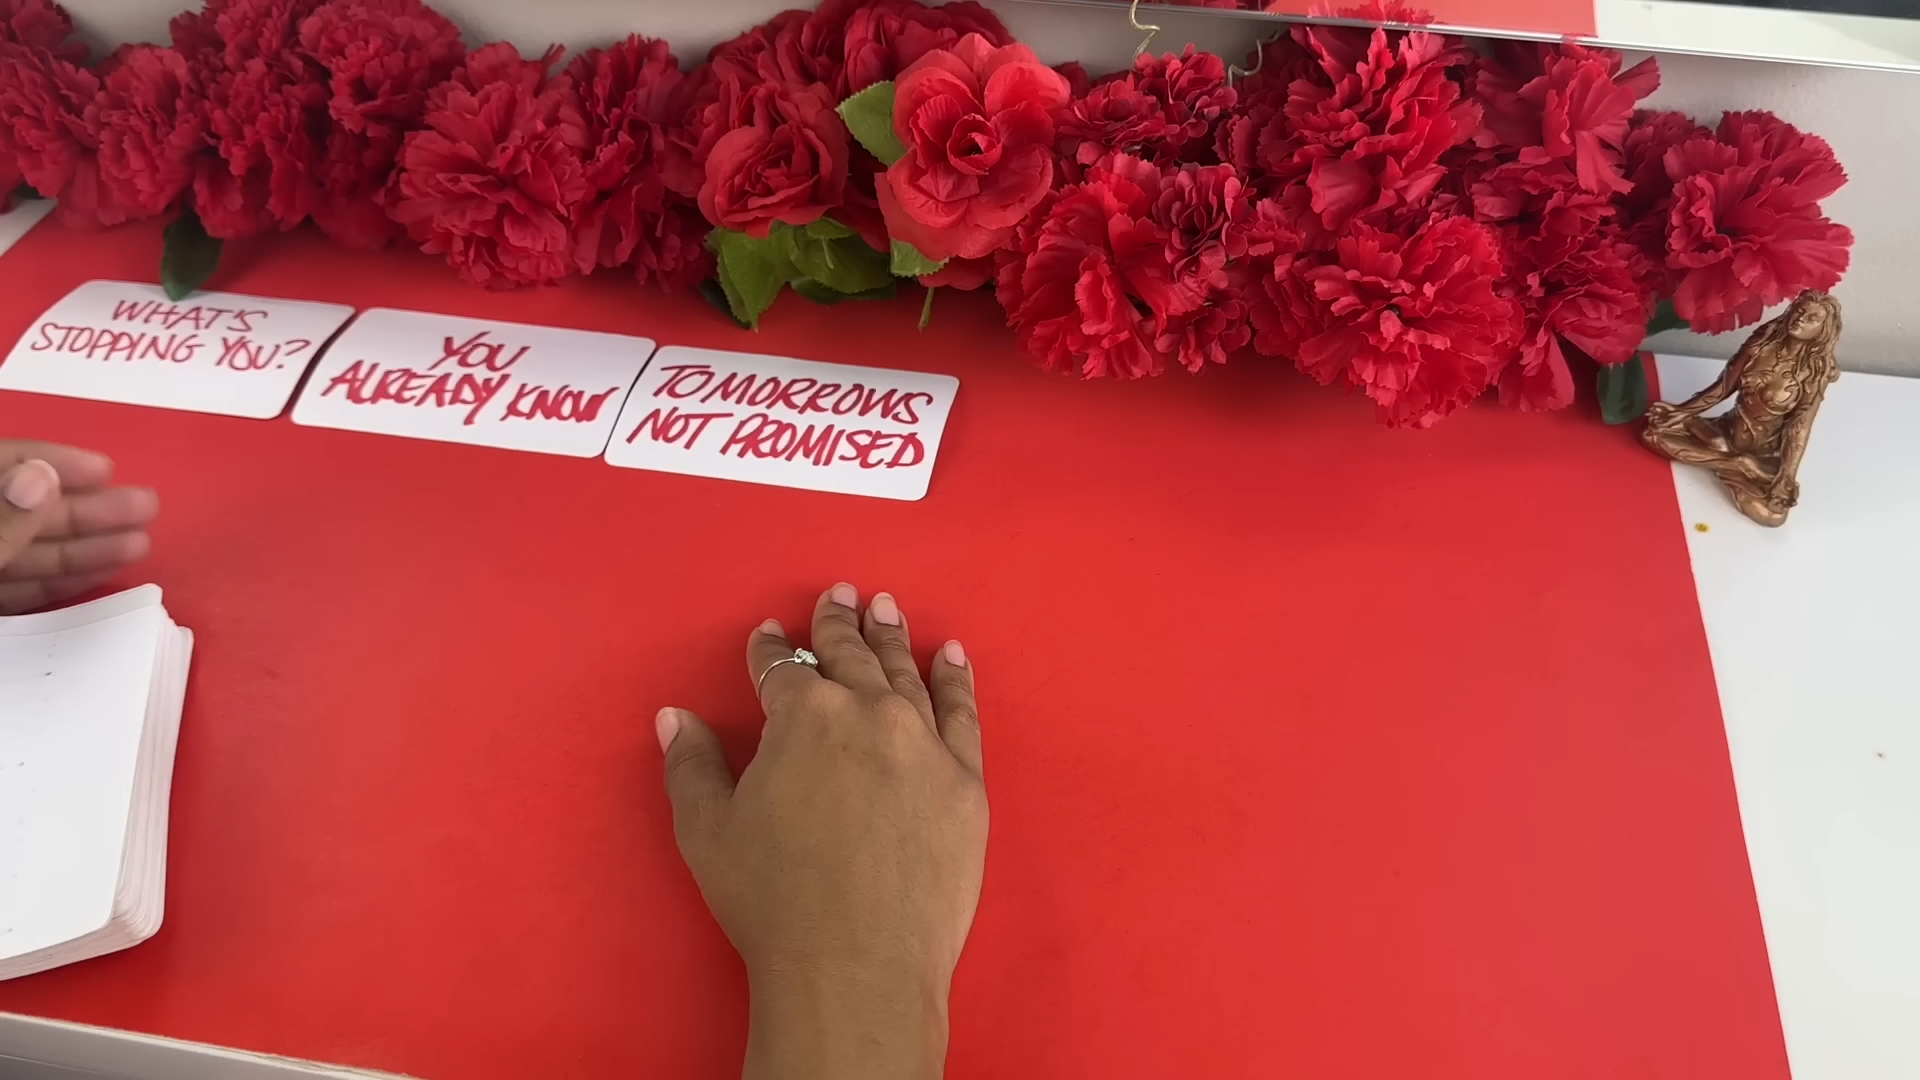 WHAT'S
STOPPING YOU?
YOU
ALREADY KNOW
TOMORROWS
NOT PROMISED